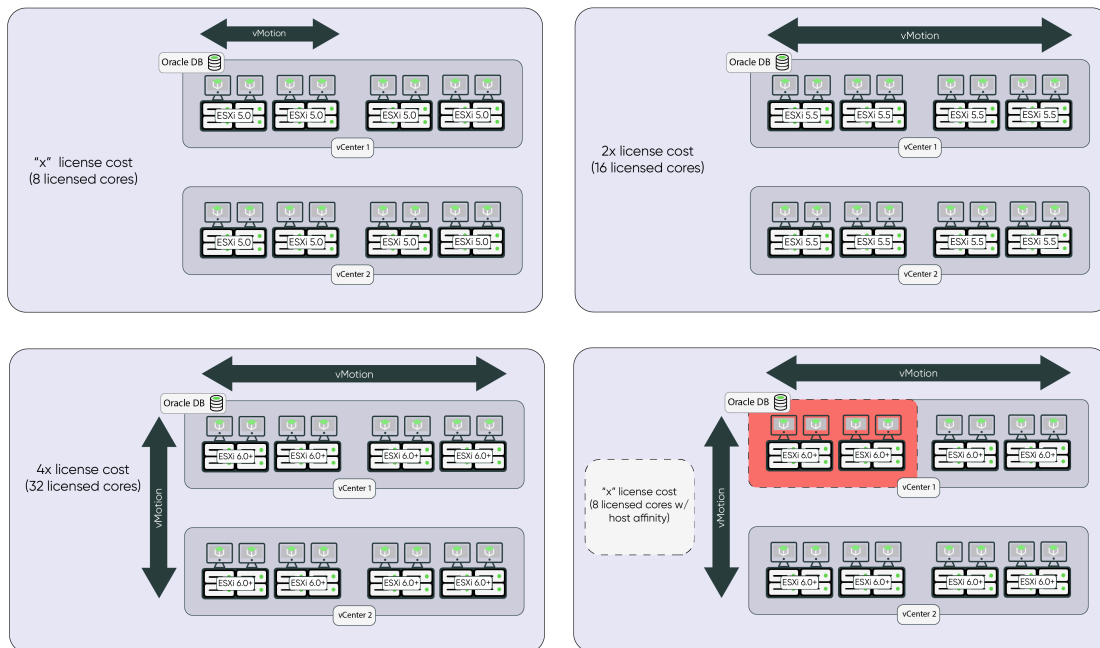 vMotion
Oracle DB
ESXi 5.0
ESXi 5.0
ESXi 5.0
ESXi 5.0
vCenter 1
“x” license cost
(8 licensed cores)
ESXi 5.0
ESXi 5.0
ESXi 5.0
ESXi 5.0
vCenter 2
vMotion
Oracle DB
ESXi 5.5
ESXi 5.5
ESXi 5.5
ESXi 5.5
vCenter 1
2x license cost
(16 licensed cores)
ESXi 5.5
ESXi 5.5
ESXi 5.5
ESXi 5.5
vCenter 2
vMotion
Oracle DB
ESXi 6.0+
ESXi 6.0+
ESXi 6.0+
ESXi 6.0+
vCenter 1
4x license cost
(32 licensed cores)
vMotion
ESXi 6.0+
ESXi 6.0+
ESXi 6.0+
ESXi 6.0+
vCenter 2
vMotion
Oracle DB
ESXi 6.0+
ESXi 6.0+
ESXi 6.0+
ESXi 6.0+
vCenter 1
“x” license cost
(8 licensed cores w/
host affinity)
vMotion
ESXi 6.0+
ESXi 6.0+
ESXi 6.0+
ESXi 6.0+
vCenter 2